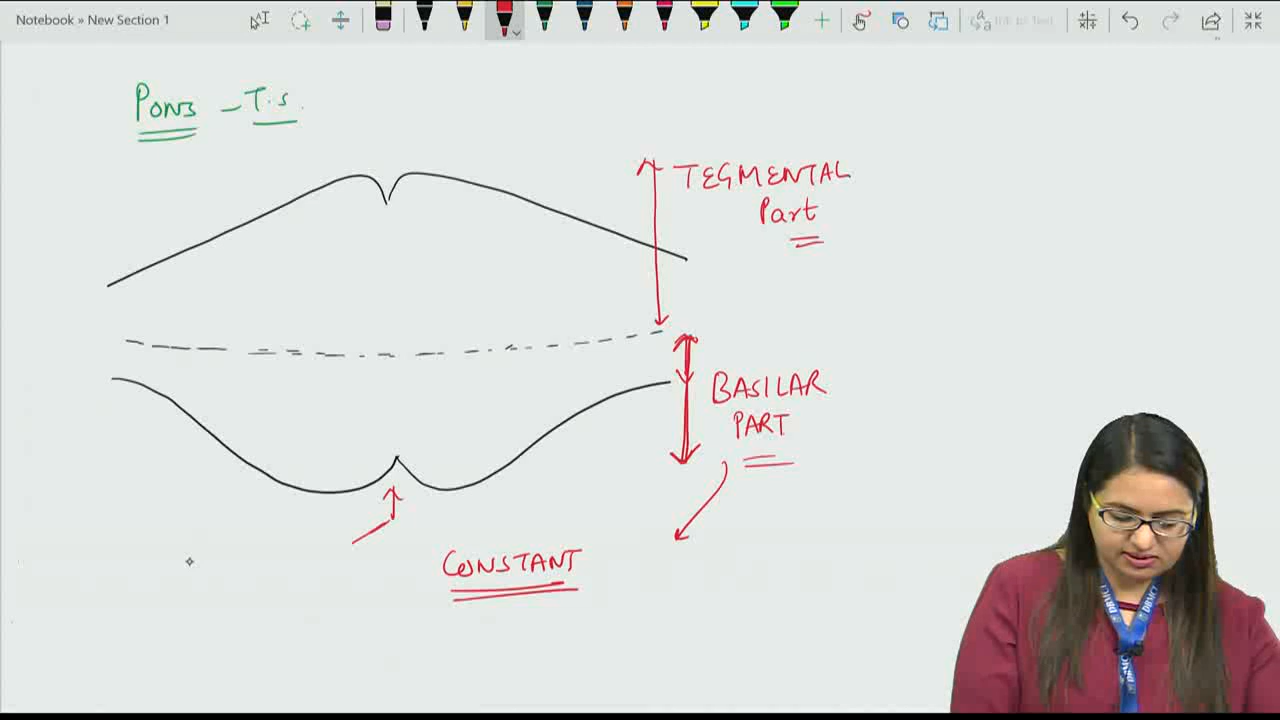 Notebook » New Section 1
PONS - T.S.
TEGMENTAL
Part
BASILAR
PART
CONSTANT